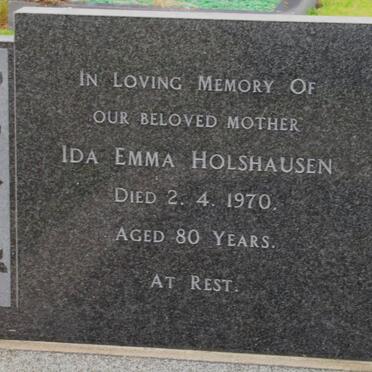 In Loving Memory Of
our beloved mother
Ida Emma Holshausen
Died 2. 4. 1970.
Aged 80 Years.
At Rest.